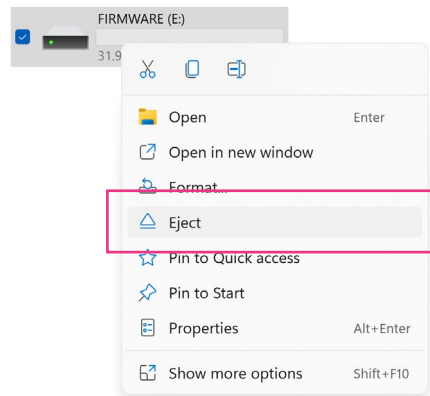 FIRMWARE (E:)
31.9
Open Enter
Open in new window
Format...
Eject
Pin to Quick access
Pin to Start
Properties Alt+Enter
Show more options Shift+F10